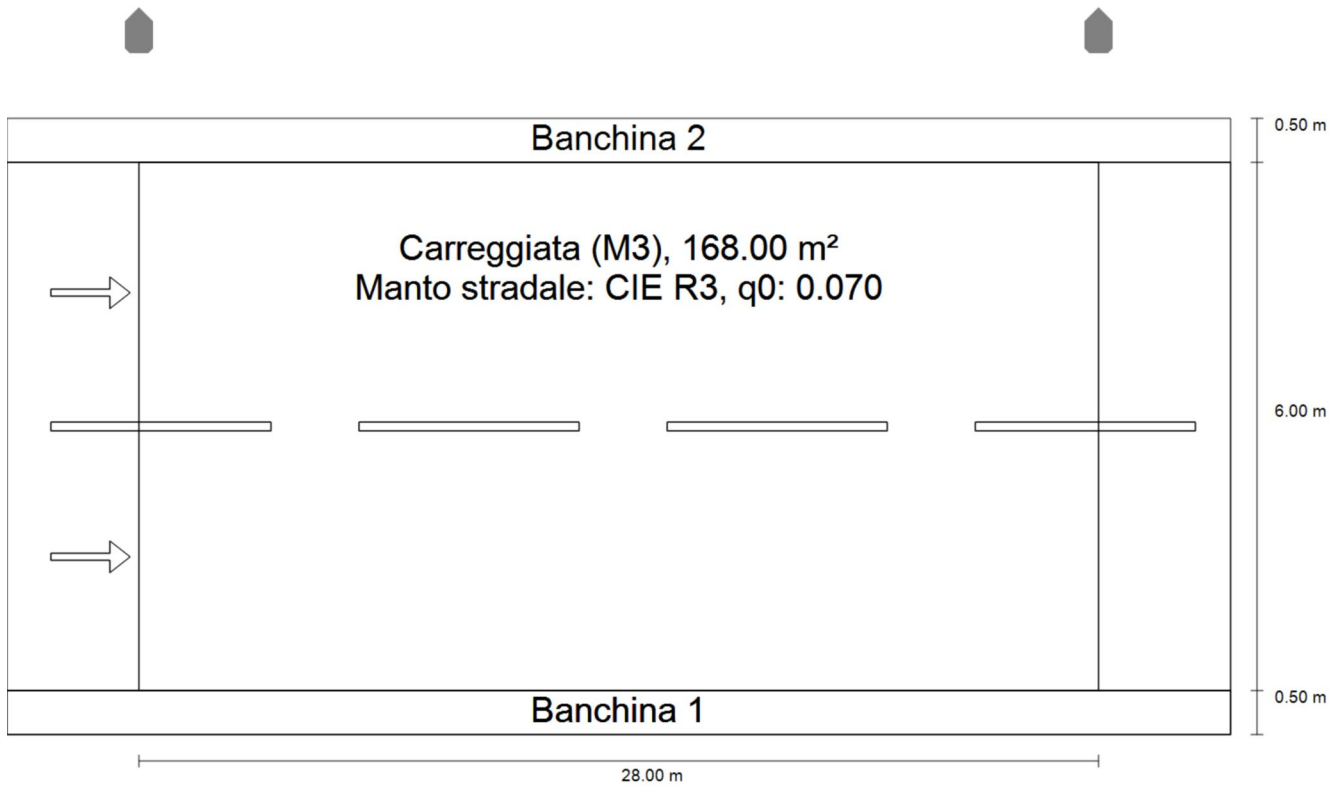 Banchina 2
0.50 m
Carreggiata (M3), 168.00 m²
Manto stradale: CIE R3, q0: 0.070
6.00 m
Banchina 1
0.50 m
28.00 m